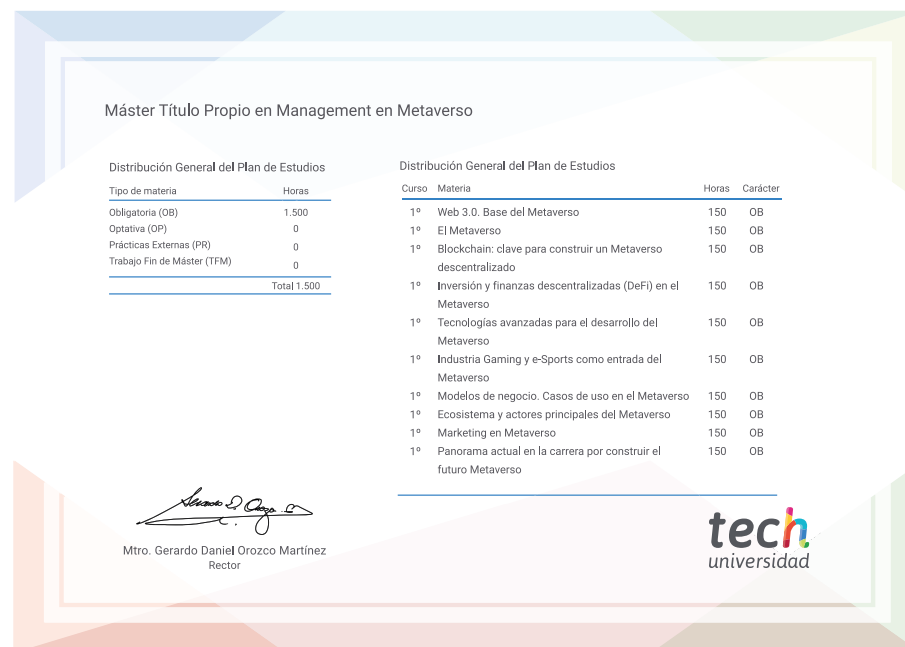 Máster Título Propio en Management en Metaverso
Distribución General del Plan de Estudios
Tipo de materia Horas
Obligatoria (OB) 1.500
Optativa (OP) 0
Prácticas Externas (PR) 0
Trabajo Fin de Máster (TFM) 0
Total 1.500
Distribución General del Plan de Estudios
Curso Materia Horas Carácter
1º Web 3.0. Base del Metaverso 150 OB
1º El Metaverso 150 OB
1º Blockchain: clave para construir un Metaverso 150 OB
descentralizado
1º Inversión y finanzas descentralizadas (DeFi) en el 150 OB
Metaverso
1º Tecnologías avanzadas para el desarrollo del 150 OB
Metaverso
1º Industria Gaming y e-Sports como entrada del 150 OB
Metaverso
1º Modelos de negocio. Casos de uso en el Metaverso 150 OB
1º Ecosistema y actores principales del Metaverso 150 OB
1º Marketing en Metaverso 150 OB
1º Panorama actual en la carrera por construir el 150 OB
futuro Metaverso
Mtro. Gerardo Daniel Orozco Martínez
Rector
tech
universidad